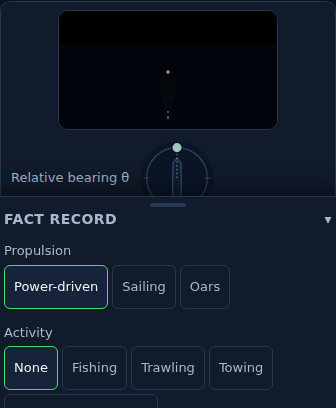 Relative bearing θ
FACT RECORD ▼
Propulsion
Power-driven Sailing Oars
Activity
None Fishing Trawling Towing